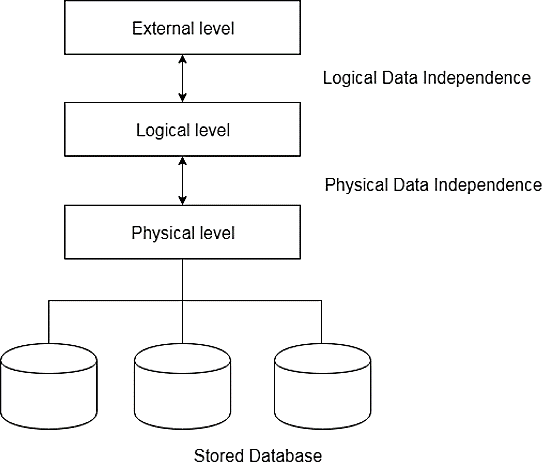 External level
Logical Data Independence
Logical level
Physical Data Independence
Physical level
Stored Database